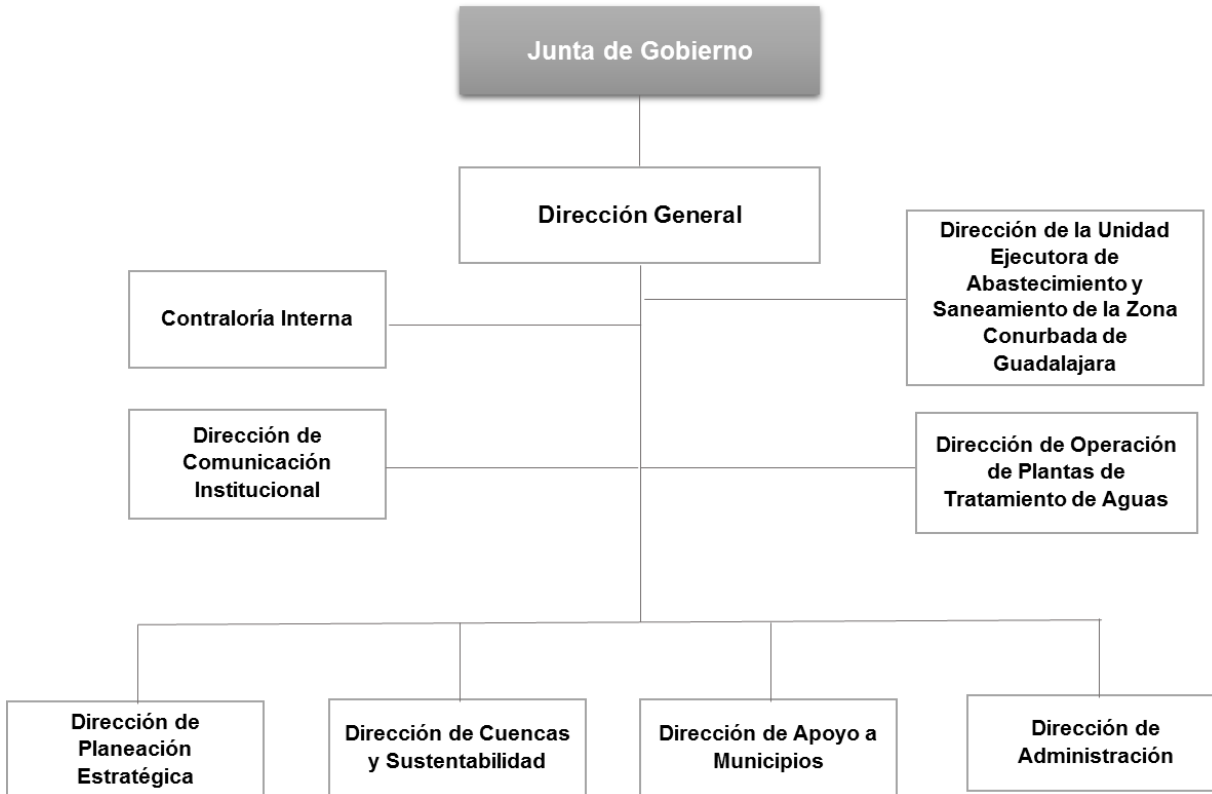 Junta de Gobierno
Dirección General
Dirección de la Unidad
Ejecutora de
Abastecimiento y
Saneamiento de la Zona
Conurbada de
Guadalajara
Contraloría Interna
Dirección de
Comunicación
Institucional
Dirección de Operación
de Plantas de
Tratamiento de Aguas
Dirección de
Planeación
Estratégica
Dirección de Cuencas
y Sustentabilidad
Dirección de Apoyo a
Municipios
Dirección de
Administración